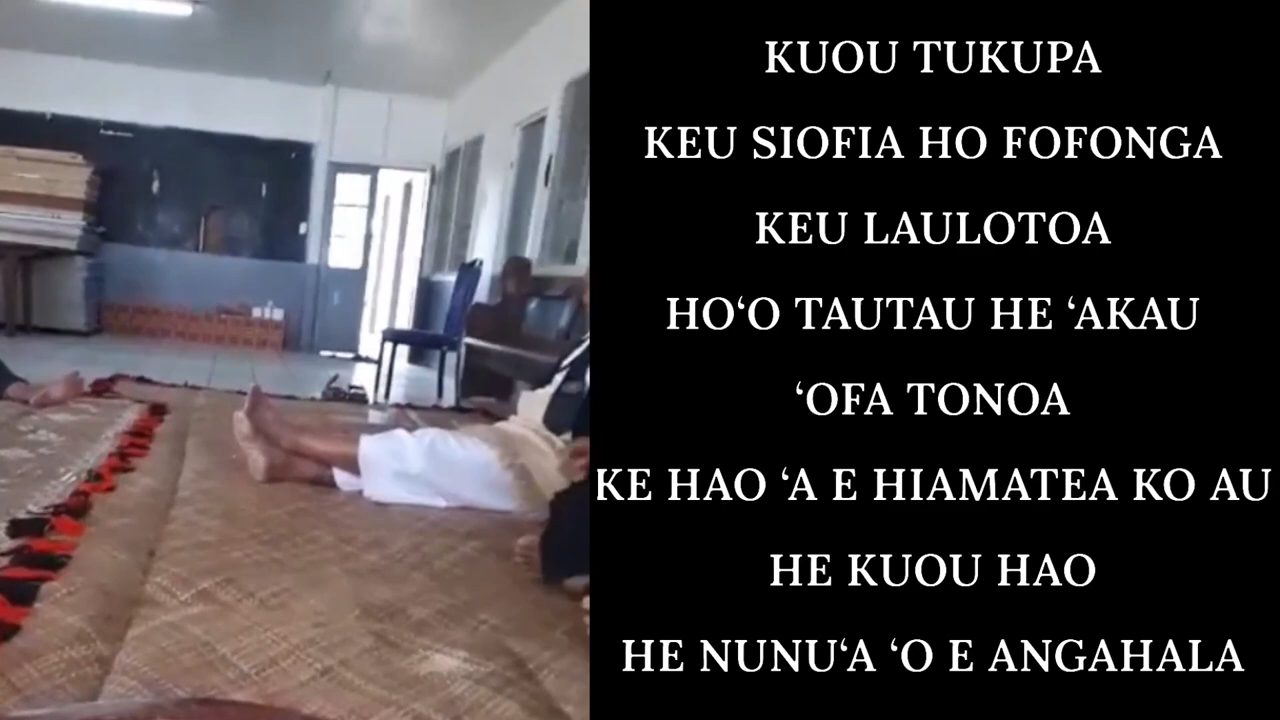 KUOU TUKUPA
KEU SIOFIA HO FOFONGA
KEU LAULOTOA
HO‘O TAUTAU HE ‘AKAU
‘OFA TONOA
KE HAO ‘A E HIAMATEA KO AU
HE KUOU HAO
HE NUNU‘A ‘O E ANGAHALA